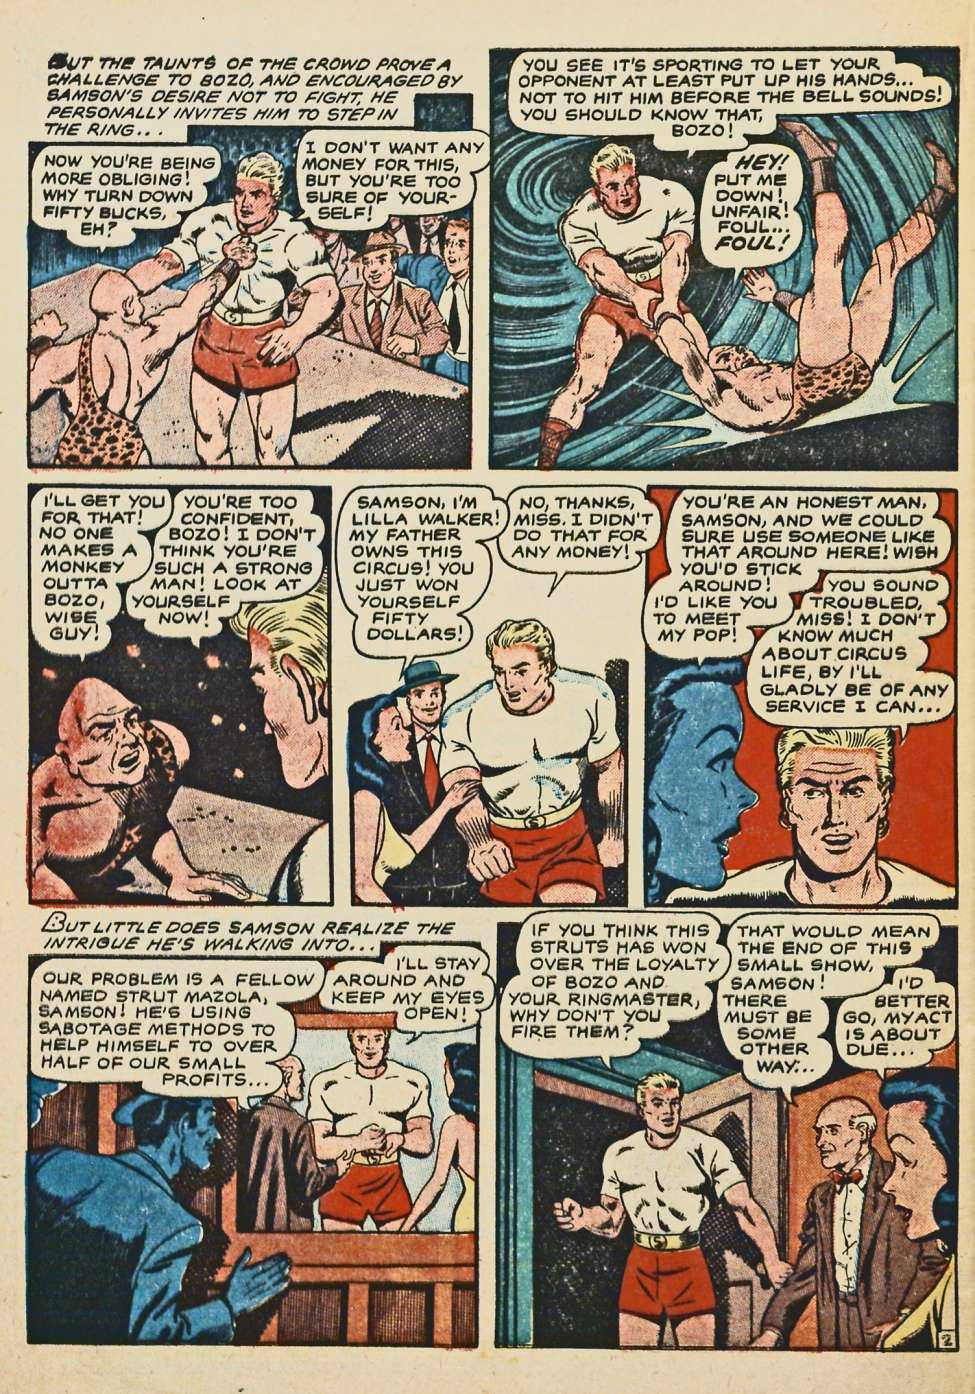 BUT THE TAUNTS OF THE CROWD PROVE A
CHALLENGE TO BOZO, AND ENCOURAGED BY
SAMSON'S DESIRE NOT TO FIGHT, HE
PERSONALLY INVITES HIM TO STEP IN
THE RING...
NOW YOU'RE BEING
MORE OBLIGING!
WHY TURN DOWN
FIFTY BUCKS,
EH?
I DON'T WANT ANY
MONEY FOR THIS,
BUT YOU'RE TOO
SURE OF YOUR-
SELF!
YOU SEE IT'S SPORTING TO LET YOUR
OPPONENT AT LEAST PUT UP HIS HANDS...
NOT TO HIT HIM BEFORE THE BELL SOUNDS!
YOU SHOULD KNOW THAT,
BOZO!
HEY!
PUT ME
DOWN!
UNFAIR!
FOUL...
FOUL!
I'LL GET YOU
FOR THAT!
NO ONE
MAKES A
MONKEY
OUTTA
BOZO,
WISE
GUY!
YOU'RE TOO
CONFIDENT,
BOZO! I DON'T
THINK YOU'RE
SUCH A STRONG
MAN! LOOK AT
YOURSELF
NOW!
SAMSON, I'M
LILLA WALKER!
MY FATHER
OWNS THIS
CIRCUS! YOU
JUST WON
YOURSELF
FIFTY
DOLLARS!
NO, THANKS,
MISS. I DIDN'T
DO THAT FOR
ANY MONEY!
S
YOU'RE AN HONEST MAN,
SAMSON, AND WE COULD
SURE USE SOMEONE LIKE
THAT AROUND HERE! WISH
YOU'D STICK
AROUND!
I'D LIKE YOU
TO MEET
MY POP!
YOU SOUND
TROUBLED,
MISS! I DON'T
KNOW MUCH
ABOUT CIRCUS
LIFE, BY I'LL
GLADLY BE OF ANY
SERVICE I CAN...
BUT LITTLE DOES SAMSON REALIZE THE
INTRIGUE HE'S WALKING INTO...
OUR PROBLEM IS A FELLOW
NAMED STRUT MAZOLA,
SAMSON! HE'S USING
SABOTAGE METHODS TO
HELP HIMSELF TO OVER
HALF OF OUR SMALL
PROFITS...
I'LL STAY
AROUND AND
KEEP MY EYES
OPEN!
IF YOU THINK THIS
STRUTS HAS WON
OVER THE LOYALTY
OF BOZO AND
YOUR RINGMASTER,
WHY DON'T YOU
FIRE THEM?
THAT WOULD MEAN
THE END OF THIS
SMALL SHOW,
SAMSON!
THERE
MUST BE
SOME
OTHER
WAY...
I'D
BETTER
GO, MY ACT
IS ABOUT
DUE...
S
2